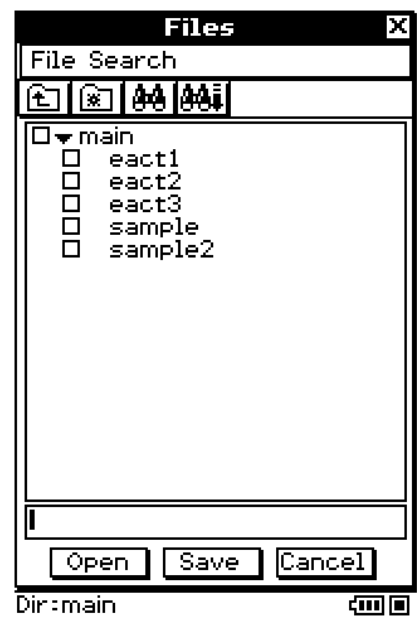 Files
File Search
main
eact1
eact2
eact3
sample
sample2
Open Save Cancel
Dir:main